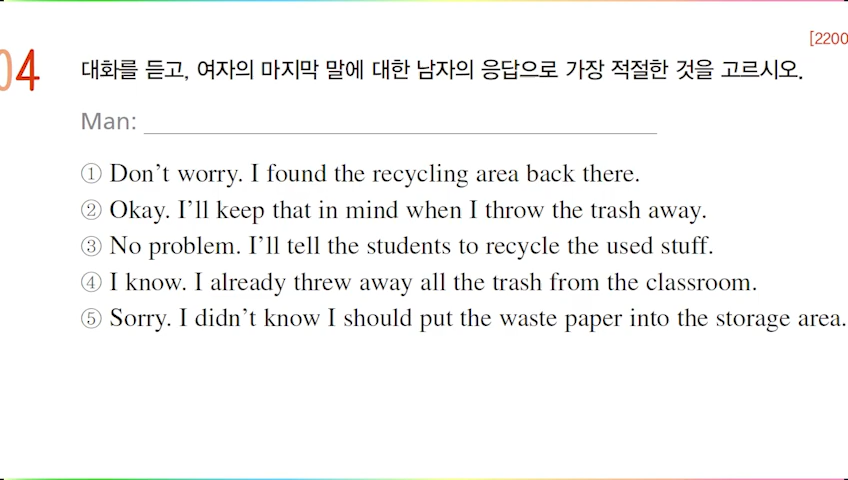 [2200
04
대화를 듣고, 여자의 마지막 말에 대한 남자의 응답으로 가장 적절한 것을 고르시오.
Man:
① Don’t worry. I found the recycling area back there.
② Okay. I’ll keep that in mind when I throw the trash away.
③ No problem. I’ll tell the students to recycle the used stuff.
④ I know. I already threw away all the trash from the classroom.
⑤ Sorry. I didn’t know I should put the waste paper into the storage area.